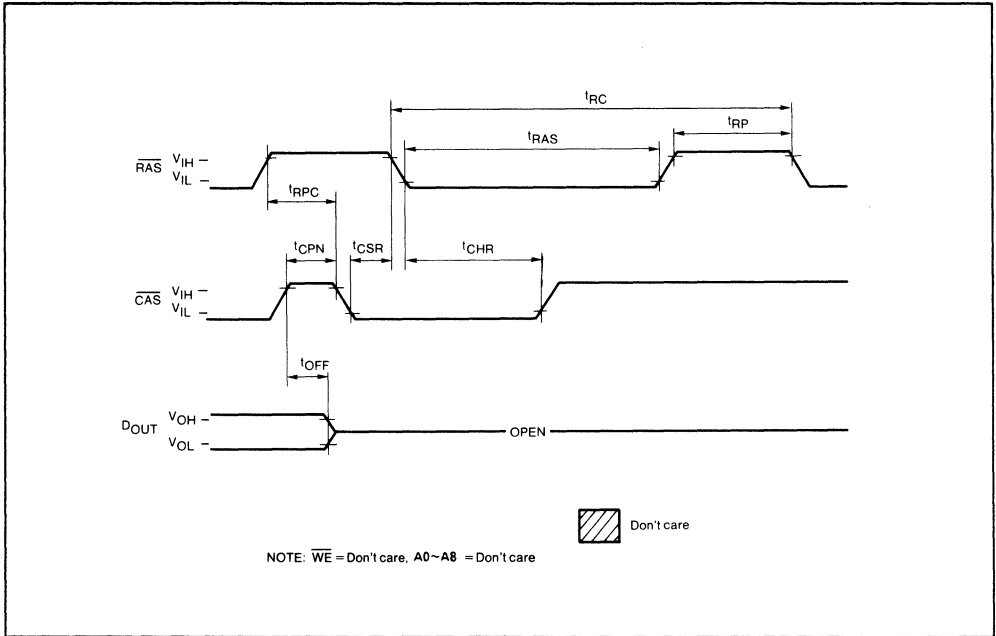 tRC
tRAS
tRP
RAS VIH
VIL
tRPC
tCPN tCSR tCHR
CAS VIH
VIL
tOFF
DOUT VOH
VOL
OPEN
Don't care
NOTE: WE = Don't care, A0~A8 = Don't care